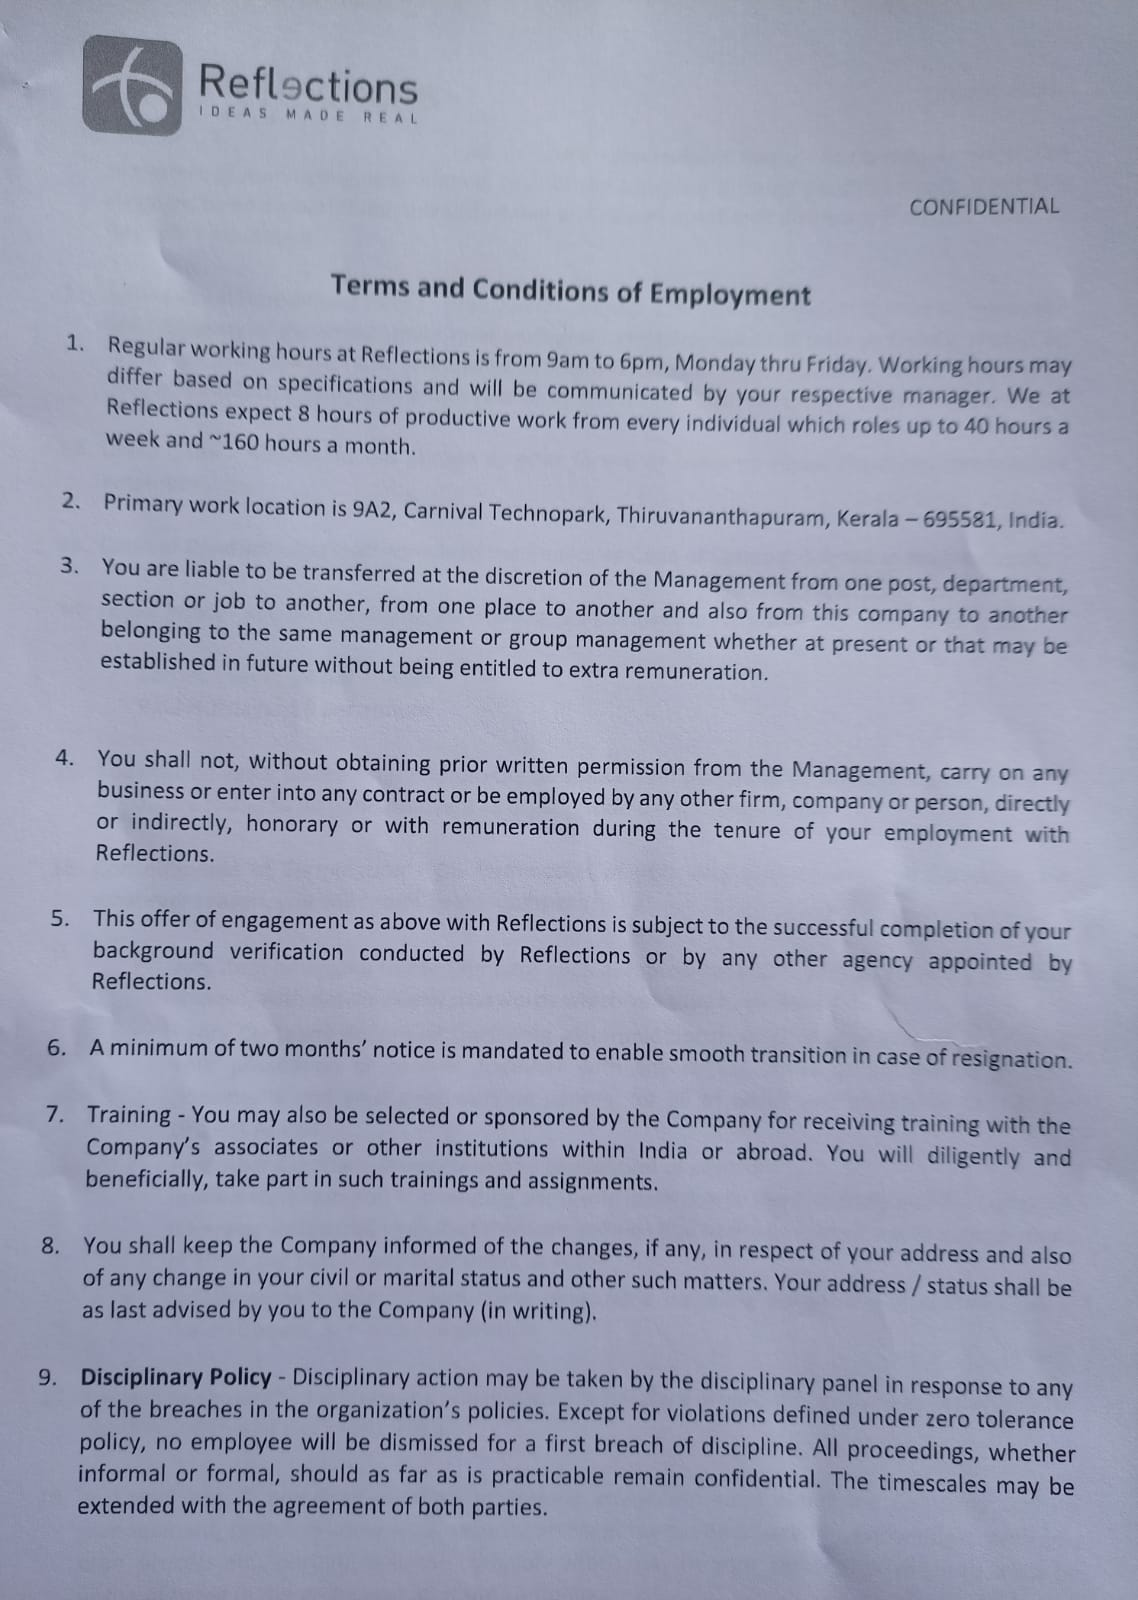 Reflections
IDEAS MADE REAL
CONFIDENTIAL
Terms and Conditions of Employment
1. Regular working hours at Reflections is from 9am to 6pm, Monday thru Friday. Working hours may
differ based on specifications and will be communicated by your respective manager. We at
Reflections expect 8 hours of productive work from every individual which roles up to 40 hours a
week and ~160 hours a month.
2. Primary work location is 9A2, Carnival Technopark, Thiruvananthapuram, Kerala – 695581, India.
3. You are liable to be transferred at the discretion of the Management from one post, department,
section or job to another, from one place to another and also from this company to another
belonging to the same management or group management whether at present or that may be
established in future without being entitled to extra remuneration.
4. You shall not, without obtaining prior written permission from the Management, carry on any
business or enter into any contract or be employed by any other firm, company or person, directly
or indirectly, honorary or with remuneration during the tenure of your employment with
Reflections.
5. This offer of engagement as above with Reflections is subject to the successful completion of your
background verification conducted by Reflections or by any other agency appointed by
Reflections.
6. A minimum of two months’ notice is mandated to enable smooth transition in case of resignation.
7. Training - You may also be selected or sponsored by the Company for receiving training with the
Company’s associates or other institutions within India or abroad. You will diligently and
beneficially, take part in such trainings and assignments.
8. You shall keep the Company informed of the changes, if any, in respect of your address and also
of any change in your civil or marital status and other such matters. Your address / status shall be
as last advised by you to the Company (in writing).
9. Disciplinary Policy - Disciplinary action may be taken by the disciplinary panel in response to any
of the breaches in the organization’s policies. Except for violations defined under zero tolerance
policy, no employee will be dismissed for a first breach of discipline. All proceedings, whether
informal or formal, should as far as is practicable remain confidential. The timescales may be
extended with the agreement of both parties.